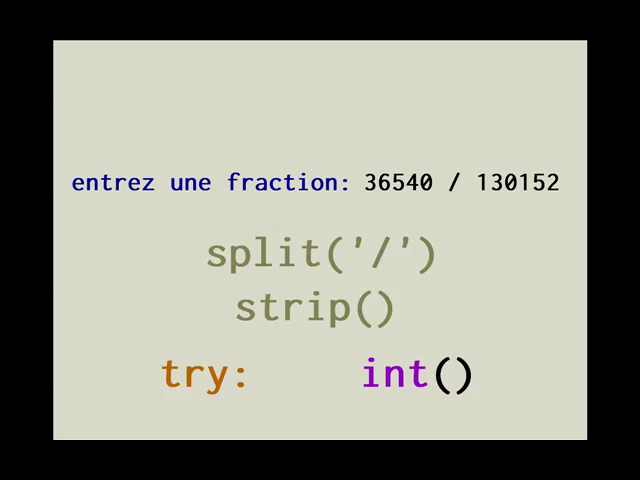 entrez une fraction: 36540 / 130152
split('/')
strip()
try: int()